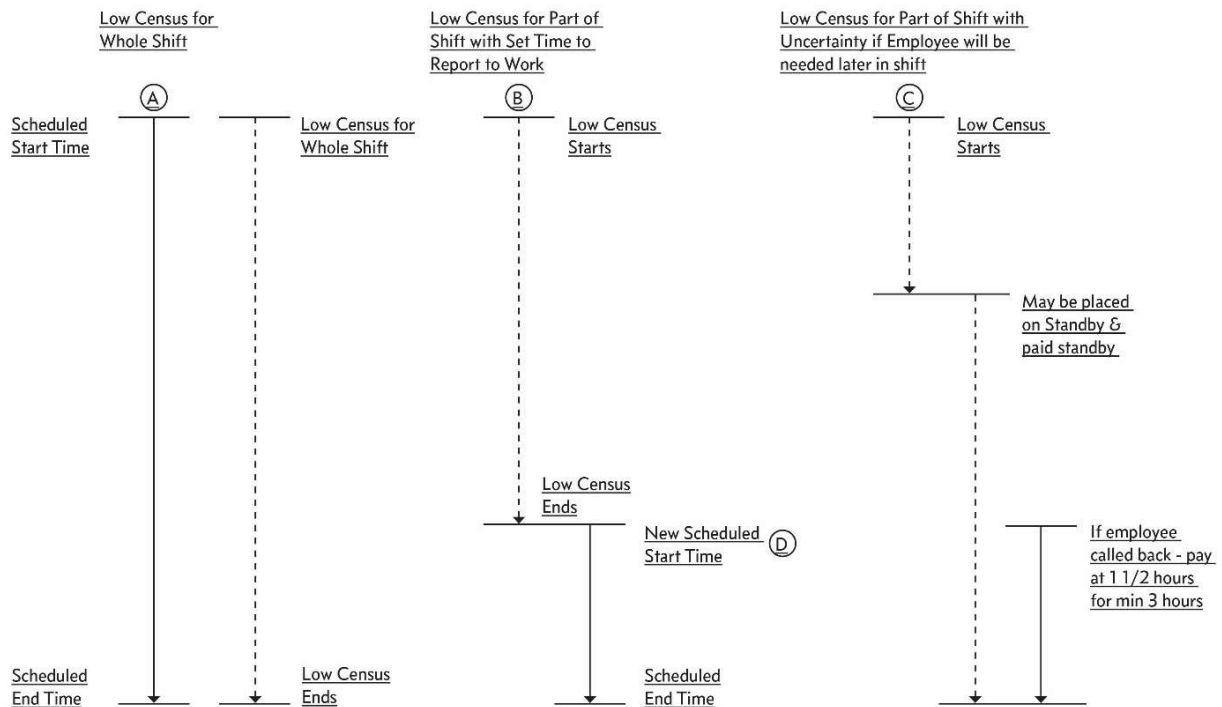 Low Census for
Whole Shift
Low Census for Part of
Shift with Set Time to
Report to Work
Low Census for Part of Shift with
Uncertainty if Employee will be
needed later in shift
A
B
C
Scheduled
Start Time
Low Census for
Whole Shift
Low Census
Starts
Low Census
Starts
May be placed
on Standby &
paid standby
Low Census
Ends
New Scheduled
Start Time
D
If employee
called back - pay
at 1 1/2 hours
for min 3 hours
Scheduled
End Time
Low Census
Ends
Scheduled
End Time